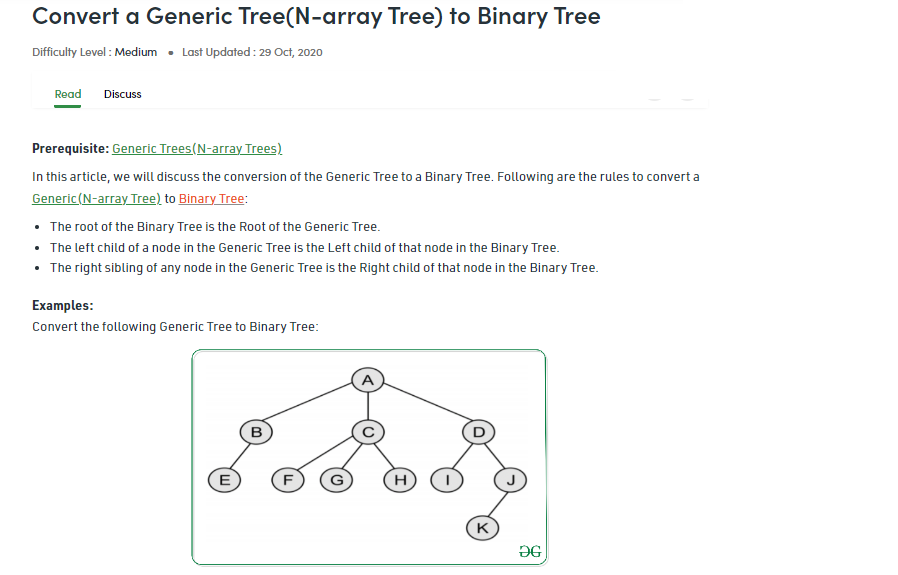 Convert a Generic Tree(N-array Tree) to Binary Tree
Difficulty Level : Medium • Last Updated : 29 Oct, 2020
Read Discuss
Prerequisite: Generic Trees(N-array Trees)
In this article, we will discuss the conversion of the Generic Tree to a Binary Tree. Following are the rules to convert a
Generic(N-array Tree) to Binary Tree:
• The root of the Binary Tree is the Root of the Generic Tree.
• The left child of a node in the Generic Tree is the Left child of that node in the Binary Tree.
• The right sibling of any node in the Generic Tree is the Right child of that node in the Binary Tree.
Examples:
Convert the following Generic Tree to Binary Tree:
A
B C D
E F G H I J
K